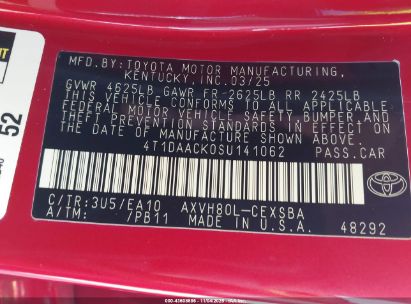 MFD.BY:TOYOTA MOTOR MANUFACTURING,
KENTUCKY,INC.03/25
GVWR 4625LB GAWR FR-2625LB RR 2425LB
THIS VEHICLE CONFORMS TO ALL APPLICABLE
FEDERAL MOTOR VEHICLE SAFETY, BUMPER, AND
THEFT PREVENTION STANDARDS IN EFFECT ON
THE DATE OF MANUFACTURE SHOWN ABOVE.
4T1DAACK0SU141062 PASS.CAR
C/TR:3U5/EA10 AXVH80L-CEXSBA
A/TM: /PB11 MADE IN U.S.A. 48292
TOYOTA
52